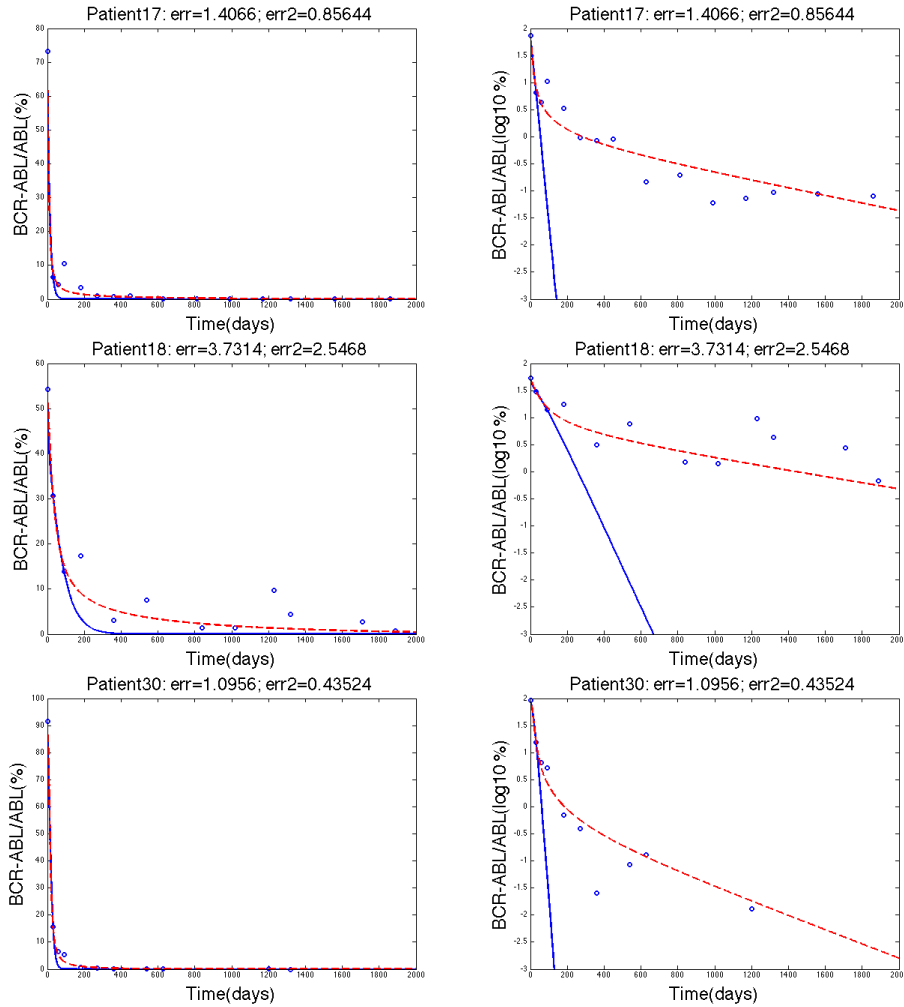 Patient17: err=1.4066; err2=0.85644
BCR-ABL/ABL(%)
80
70
60
50
40
30
20
10
0
0 200 400 600 800 1000 1200 1400 1600 1800 2000
Time(days)
Patient17: err=1.4066; err2=0.85644
BCR-ABL/ABL(log10 %)
2
1.5
1
0.5
0
-0.5
-1
-1.5
-2
-2.5
-3
0 200 400 600 800 1000 1200 1400 1600 1800 2000
Time(days)
Patient18: err=3.7314; err2=2.5468
BCR-ABL/ABL(%)
60
50
40
30
20
10
0
0 200 400 600 800 1000 1200 1400 1600 1800 2000
Time(days)
Patient18: err=3.7314; err2=2.5468
BCR-ABL/ABL(log10 %)
2
1.5
1
0.5
0
-0.5
-1
-1.5
-2
-2.5
-3
0 200 400 600 800 1000 1200 1400 1600 1800 2000
Time(days)
Patient30: err=1.0956; err2=0.43524
BCR-ABL/ABL(%)
100
90
80
70
60
50
40
30
20
10
0
0 200 400 600 800 1000 1200 1400 1600 1800 2000
Time(days)
Patient30: err=1.0956; err2=0.43524
BCR-ABL/ABL(log10 %)
2
1.5
1
0.5
0
-0.5
-1
-1.5
-2
-2.5
-3
0 200 400 600 800 1000 1200 1400 1600 1800 2000
Time(days)